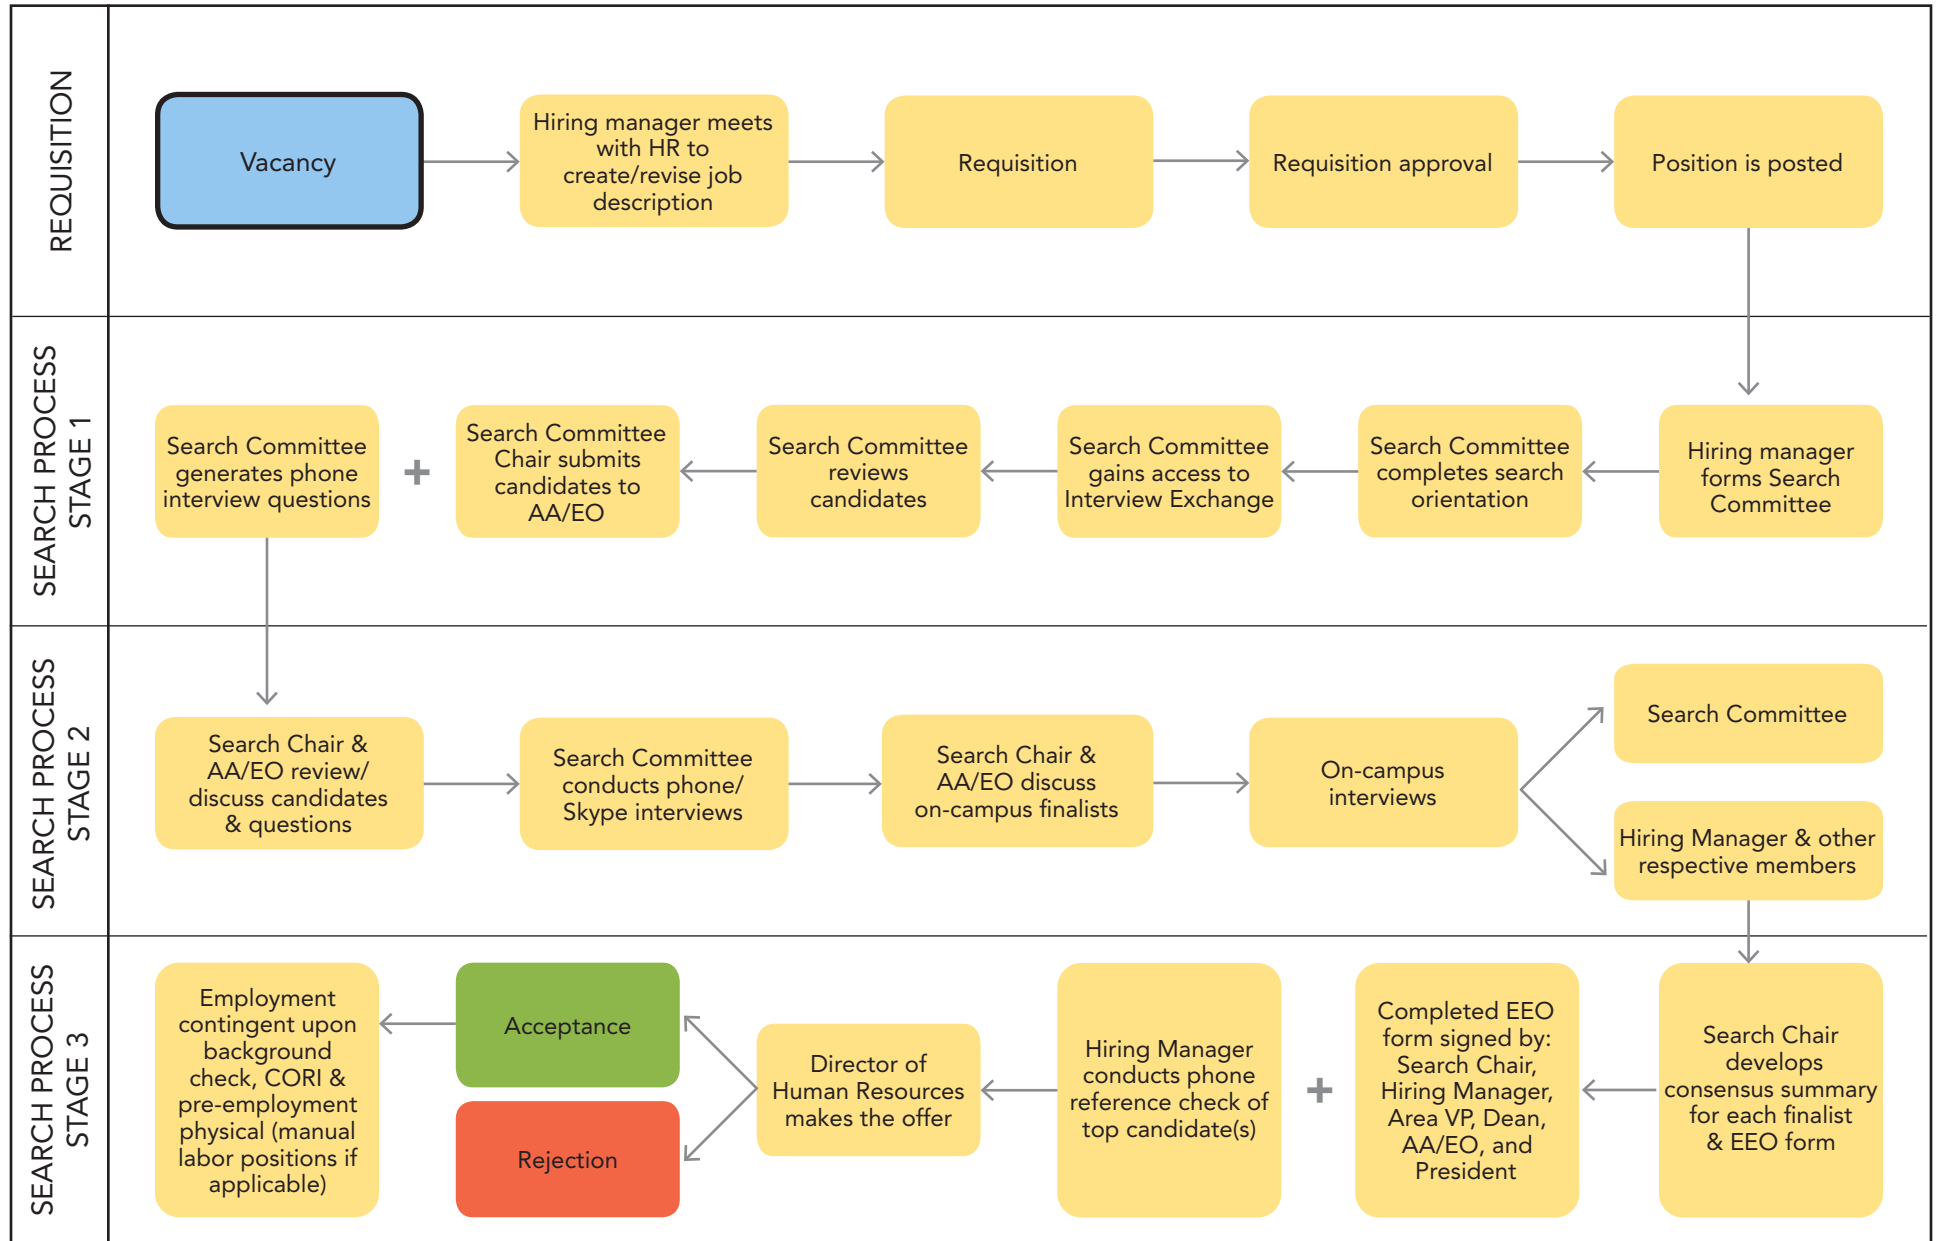 REQUISITION
Vacancy
Hiring manager meets
with HR to
create/revise job
description
Requisition
Requisition approval
Position is posted
SEARCH PROCESS
STAGE 1
Search Committee
generates phone
interview questions
+
Search Committee
Chair submits
candidates to
AA/EO
Search Committee
reviews
candidates
Search Committee
gains access to
Interview Exchange
Search Committee
completes search
orientation
Hiring manager
forms Search
Committee
SEARCH PROCESS
STAGE 2
Search Chair &
AA/EO review/
discuss candidates
& questions
Search Committee
conducts phone/
Skype interviews
Search Chair &
AA/EO discuss
on-campus finalists
On-campus
interviews
Search Committee
Hiring Manager & other
respective members
SEARCH PROCESS
STAGE 3
Employment
contingent upon
background
check, CORI &
pre-employment
physical (manual
labor positions if
applicable)
Acceptance
Rejection
Director of
Human Resources
makes the offer
Hiring Manager
conducts phone
reference check of
top candidate(s)
+
Completed EEO
form signed by:
Search Chair,
Hiring Manager,
Area VP, Dean,
AA/EO, and
President
Search Chair
develops
consensus summary
for each finalist
& EEO form